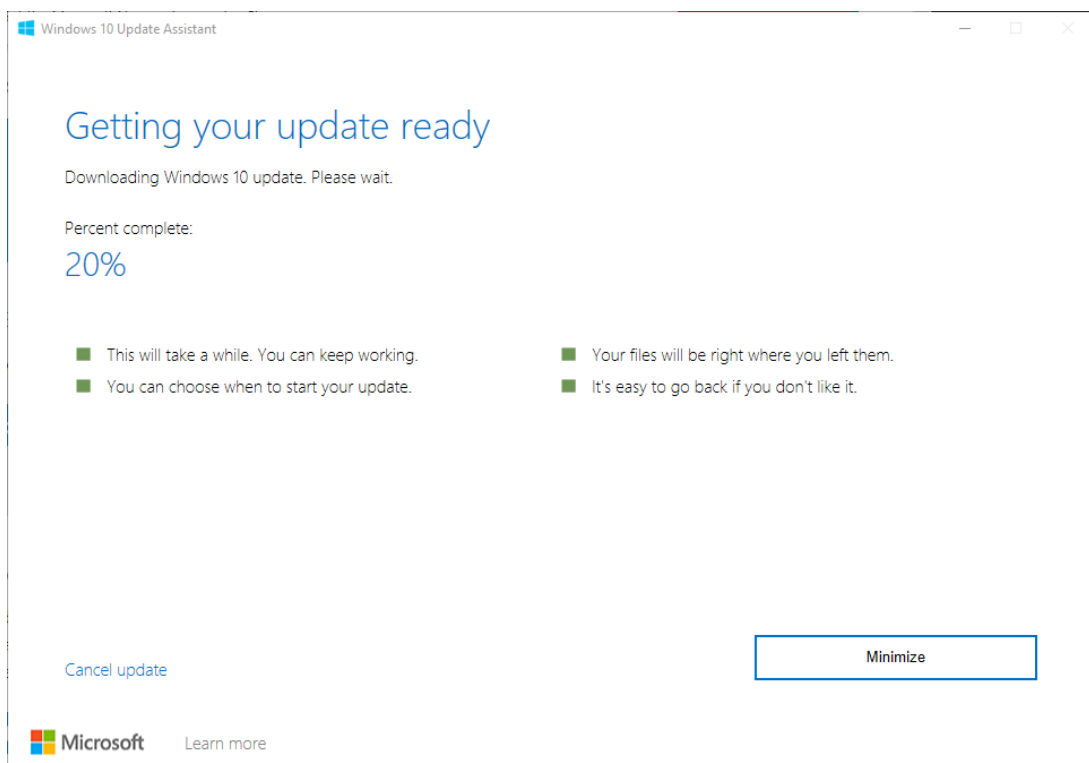 Windows 10 Update Assistant
Getting your update ready
Downloading Windows 10 update. Please wait.
Percent complete:
20%
This will take a while. You can keep working.
You can choose when to start your update.
Your files will be right where you left them.
It's easy to go back if you don't like it.
Cancel update
Minimize
Microsoft
Learn more